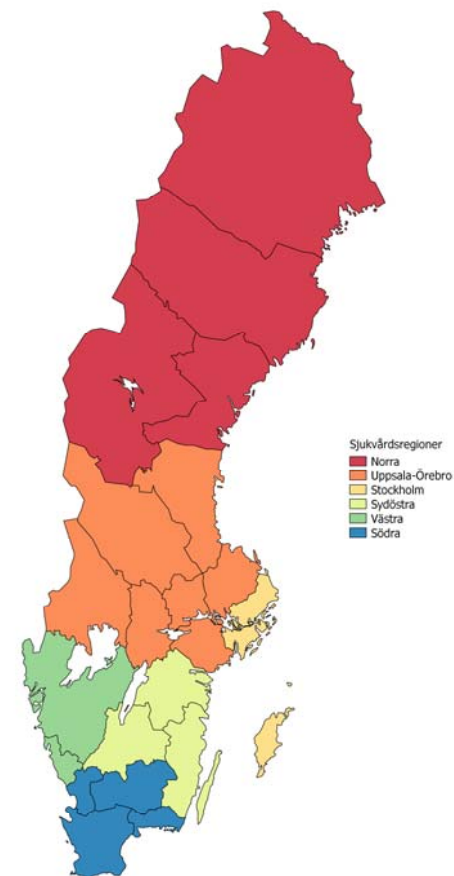 Sjukvårdsregioner
Norra
Uppsala-Örebro
Stockholm
Sydöstra
Västra
Södra